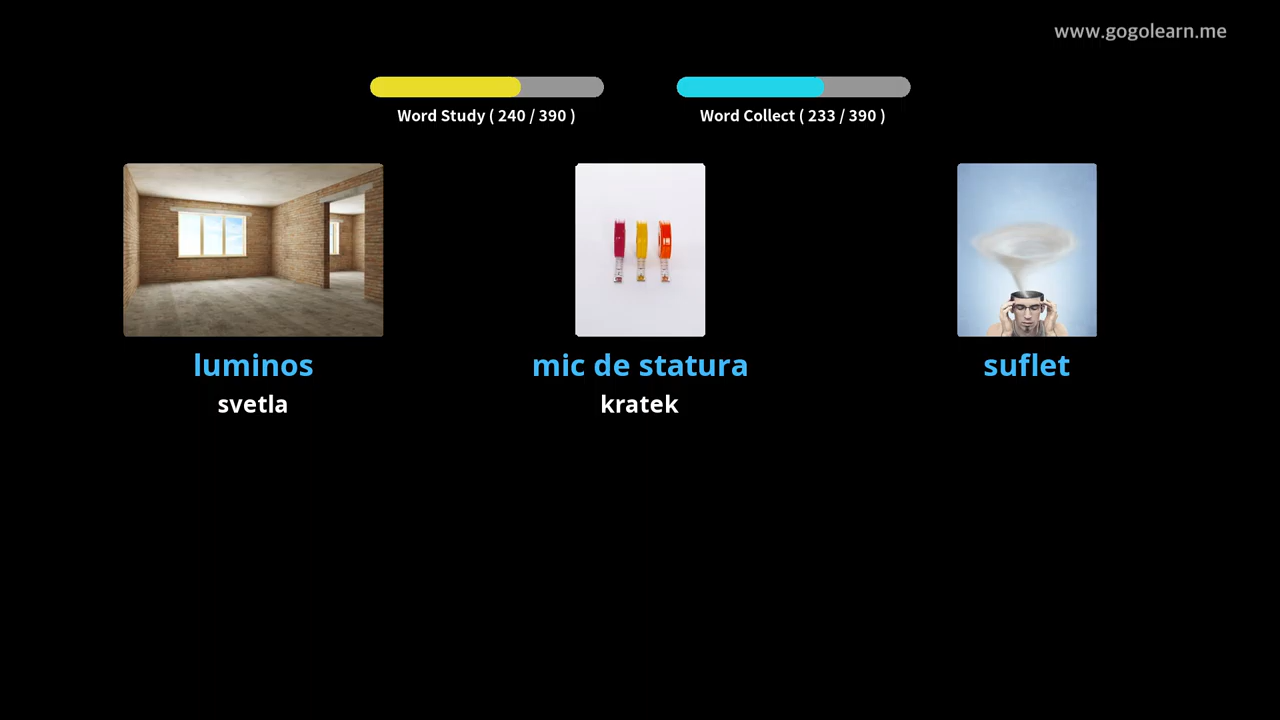 www.gogolearn.me
Word Study ( 240 / 390 )
Word Collect ( 233 / 390 )
luminos
mic de statura
suflet
svetla
kratek